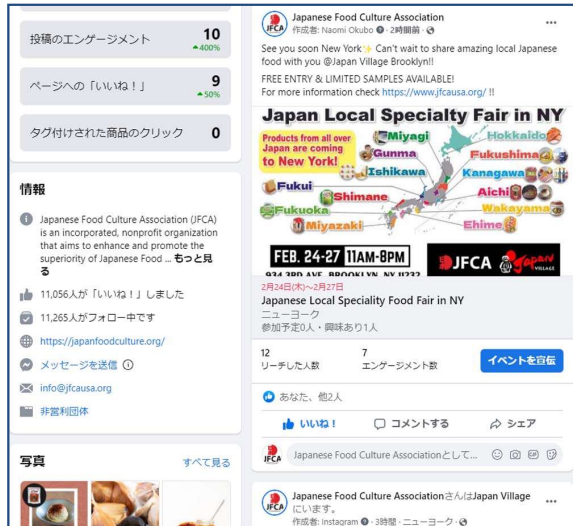 投稿のエンゲージメント 10
▲400%
ページへの「いいね！」 9
▲50%
タグ付けされた商品のクリック 0
情報
Japanese Food Culture Association (JFCA)
is an incorporated, nonprofit organization
that aims to enhance and promote the
superiority of Japanese Food ... もっと見
る
11,056人が「いいね！」しました
11,265人がフォロー中です
https://japanfoodculture.org/
メッセージを送信
info@jfcausa.org
非営利団体
写真 すべて見る
JFCA
Japanese Food Culture Association
作成者: Naomi Okubo · 2時間前 ·
See you soon New York✨ Can't wait to share amazing local Japanese
food with you @Japan Village Brooklyn!!
FREE ENTRY & LIMITED SAMPLES AVAILABLE!
For more information check https://www.jfcausa.org/ !!
Japan Local Specialty Fair in NY
Products from all over
Japan are coming
to New York!
Miyagi
Hokkaido
Gunma
Fukushima
Ishikawa
Kanagawa
Fukui
Aichi
Shimane
Wakayama
Fukuoka
Ehime
Miyazaki
FEB. 24-27 11AM-8PM
934 3RD AVE, BROOKLYN, NY 11232
JFCA Japan VILLAGE
2月24日(木)～2月27日
Japanese Local Speciality Food Fair in NY
ニューヨーク
参加予定0人・興味あり1人
12 7
リーチした人数 エンゲージメント数 イベントを宣伝
あなた、他2人
いいね！ コメントする シェア
JFCA Japanese Food Culture Associationとして...
JFCA
Japanese Food Culture AssociationさんはJapan Village
にいます。
作成者: Instagram · 3時間 · ニューヨーク ·